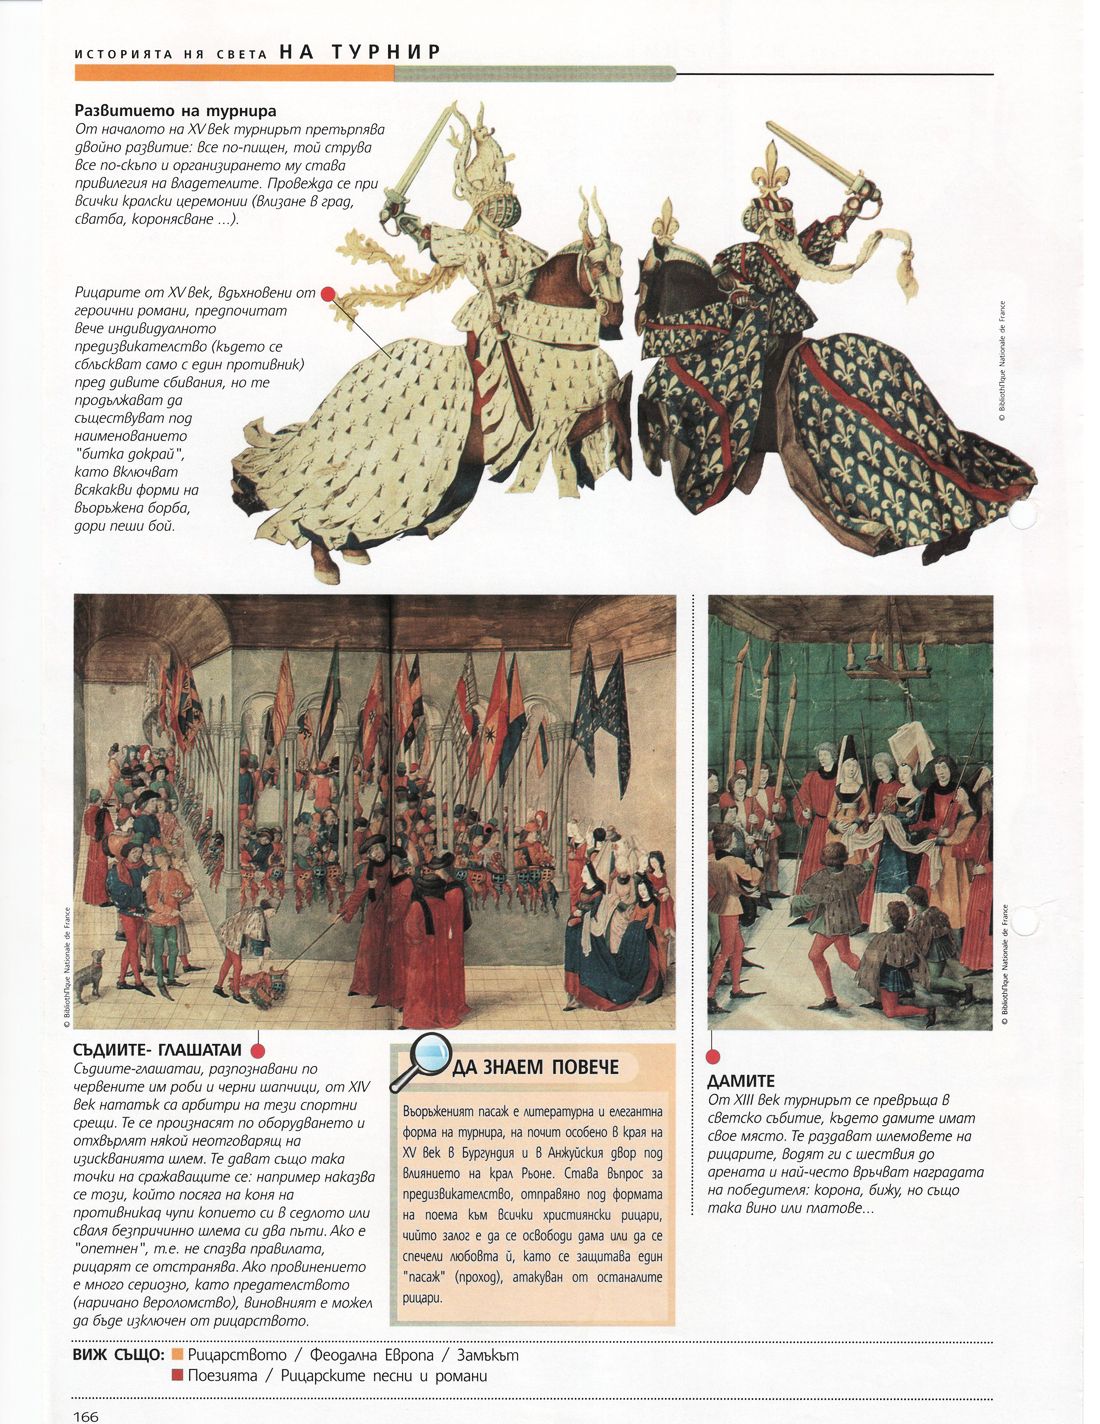 ИСТОРИЯТА НЯ СВЕТА НА ТУРНИР
Развитието на турнира
От началото на XV век турнирът претърпява
двойно развитие: все по-пищен, той струва
все по-скъпо и организирането му става
привилегия на владетелите. Провежда се при
всички кралски церемонии (влизане в град,
сватба, коронясване ...).
Рицарите от XV век, вдъхновени от
героични романи, предпочитат
вече индивидуалното
предизвикателство (където се
сблъскват само с един противник)
пред дивите сбивания, но те
продължават да
съществуват под
наименованието
"битка докрай",
като включват
всякакви форми на
въоръжена борба,
дори пеши бой.
© BibliothПque Nationale de France
© BibliothПque Nationale de France
© BibliothПque Nationale de France
СЪДИИТЕ- ГЛАШАТАИ
Съдиите-глашатаи, разпознавани по
червените им роби и черни шапчици, от XIV
век нататък са арбитри на тези спортни
срещи. Те се произнасят по оборудването и
отхвърлят някой неотговарящ на
изискванията шлем. Те дават също така
точки на сражаващите се: например наказва
се този, който посяга на коня на
противникаq чупи копието си в седлото или
сваля безпричинно шлема си два пъти. Ако е
"опетнен", т.е. не спазва правилата,
рицарят се отстранява. Ако провинението
е много сериозно, като предателството
(наричано вероломство), виновният е можел
да бъде изключен от рицарството.
ДА ЗНАЕМ ПОВЕЧЕ
Въоръженият пасаж е литературна и елегантна
форма на турнира, на почит особено в края на
XV век в Бургундия и в Анжуйския двор под
влиянието на крал Рьоне. Става въпрос за
предизвикателство, отправяно под формата
на поема към всички християнски рицари,
чийто залог е да се освободи дама или да се
спечели любовта й, като се защитава един
"пасаж" (проход), атакуван от останалите
рицари.
ДАМИТЕ
От XIII век турнирът се превръща в
светско събитие, където дамите имат
свое място. Те раздават шлемовете на
рицарите, водят ги с шествия до
арената и най-често връчват наградата
на победителя: корона, бижу, но също
така вино или платове...
ВИЖ СЪЩО: Рицарството / Феодална Европа / Замъкът
Поезията / Рицарските песни и романи
166